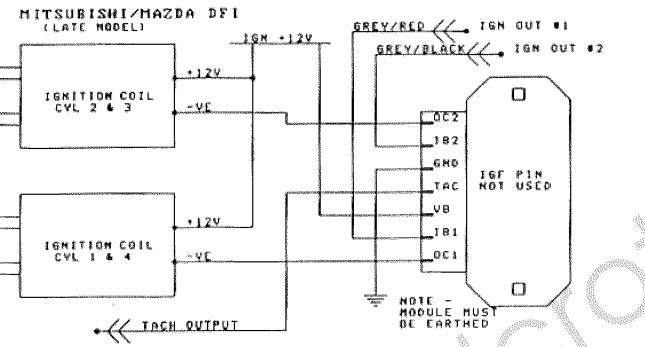 MITSUBISHI/MAZDA DFI
(LATE MODEL)
IGN +12V
GREY/RED
IGN OUT #1
GREY/BLACK
IGN OUT #2
+12V
IGNITION COIL
CYL 2 & 3
-VE
OC2
IB2
GND
TAC
VB
IB1
OC1
IGF PIN
NOT USED
+12V
IGNITION COIL
CYL 1 & 4
-VE
TACH OUTPUT
NOTE -
MODULE MUST
BE EARTHED